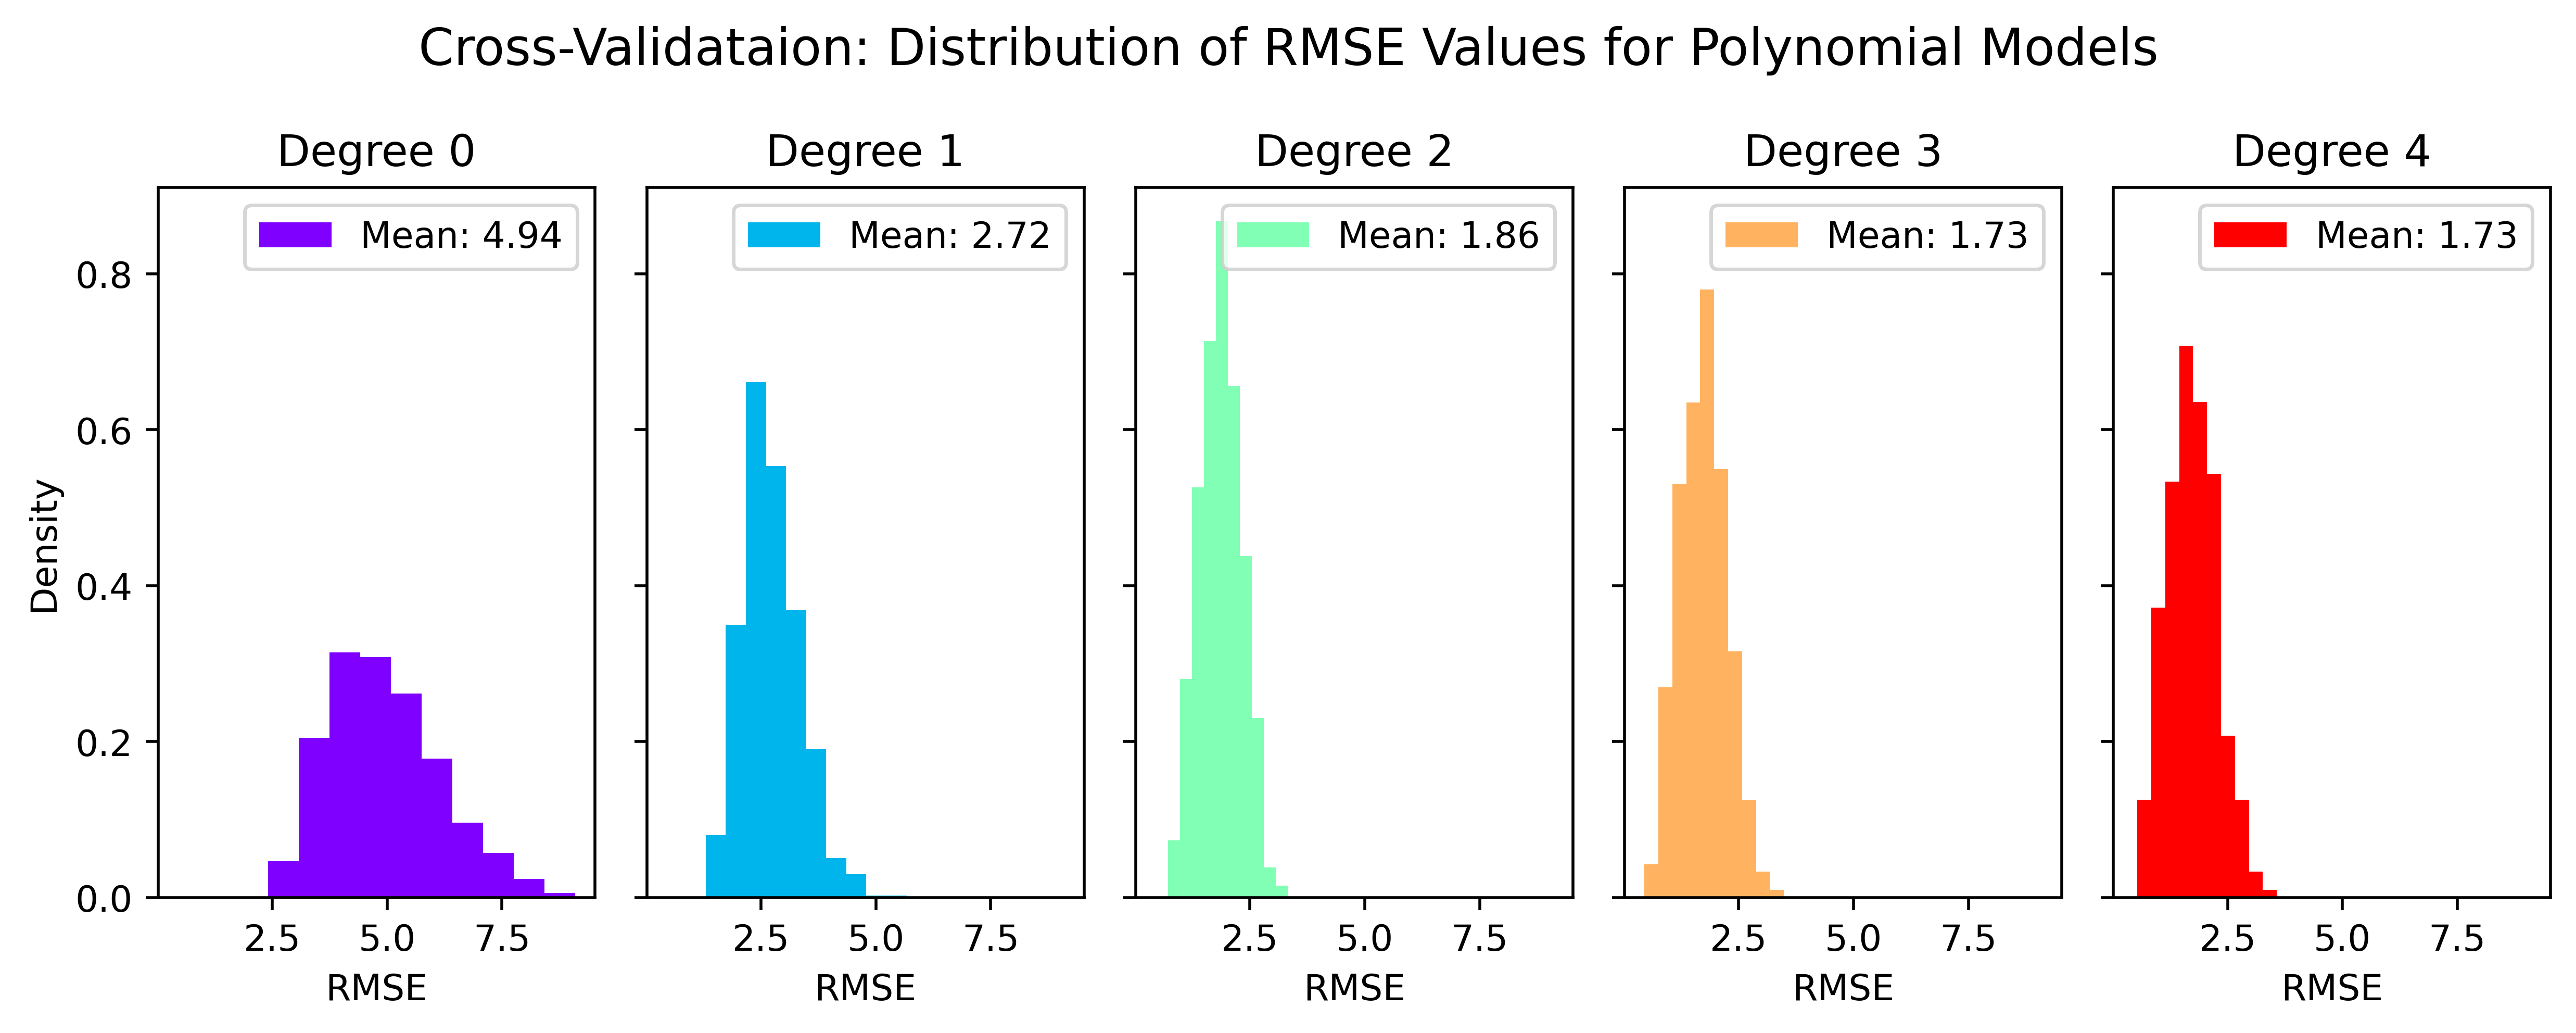 Cross-Validataion: Distribution of RMSE Values for Polynomial Models
Degree 0
Degree 1
Degree 2
Degree 3
Degree 4
Mean: 4.94
Mean: 2.72
Mean: 1.86
Mean: 1.73
Mean: 1.73
Density
0.8
0.6
0.4
0.2
0.0
2.5 5.0 7.5
2.5 5.0 7.5
2.5 5.0 7.5
2.5 5.0 7.5
2.5 5.0 7.5
RMSE
RMSE
RMSE
RMSE
RMSE